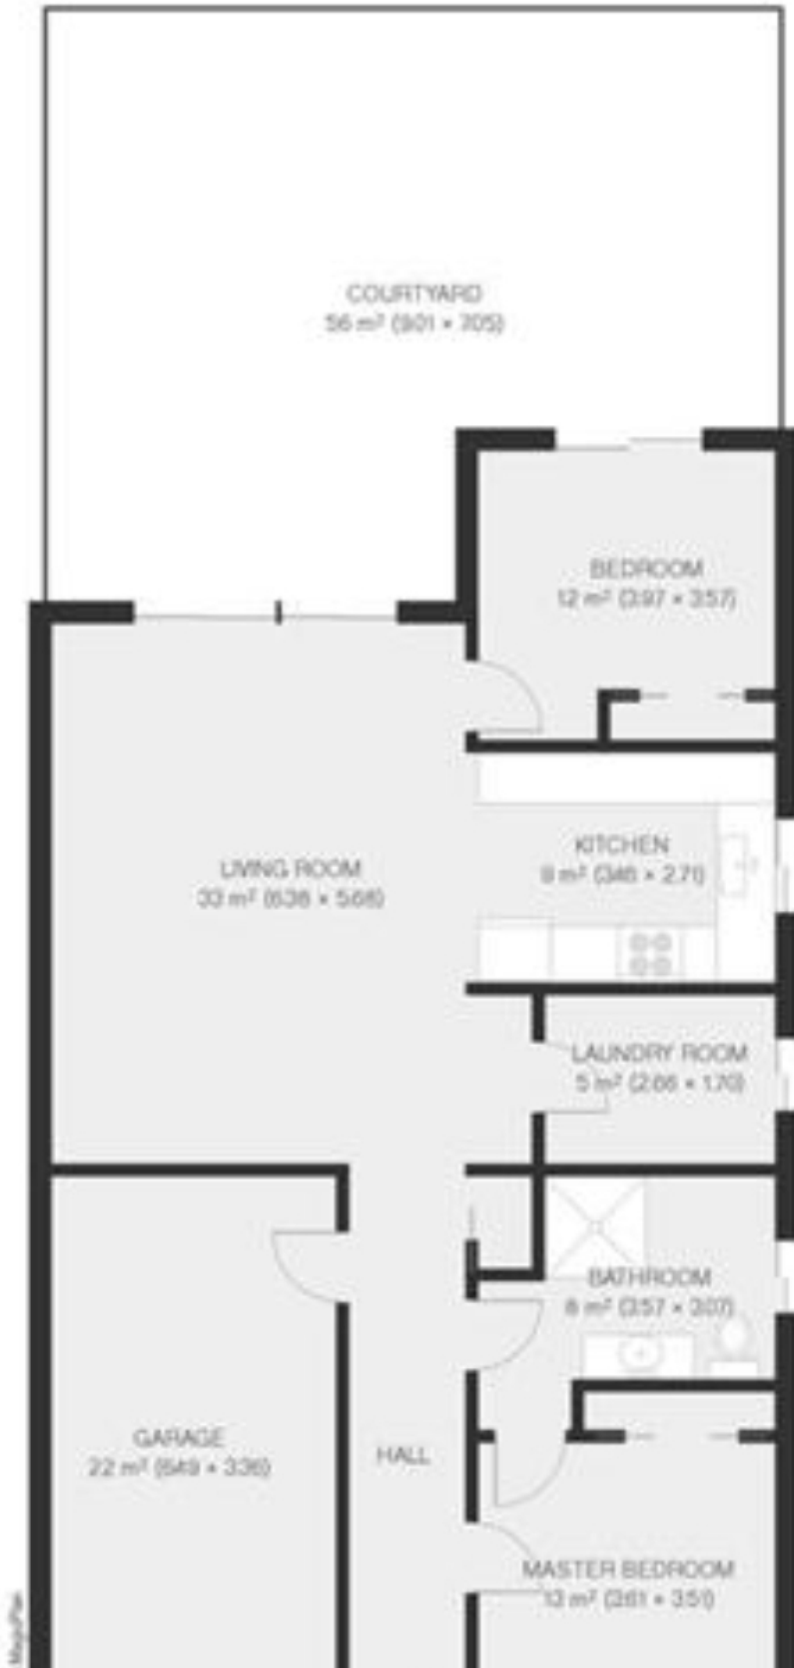 COURTYARD
56 m² (9.01 × 7.05)
BEDROOM
12 m² (3.97 × 3.57)
KITCHEN
9 m² (3.46 × 2.71)
LIVING ROOM
33 m² (6.38 × 5.68)
LAUNDRY ROOM
5 m² (2.66 × 1.70)
BATHROOM
8 m² (3.57 × 3.07)
GARAGE
22 m² (6.49 × 3.36)
HALL
MASTER BEDROOM
13 m² (3.61 × 3.51)
MagicPlan